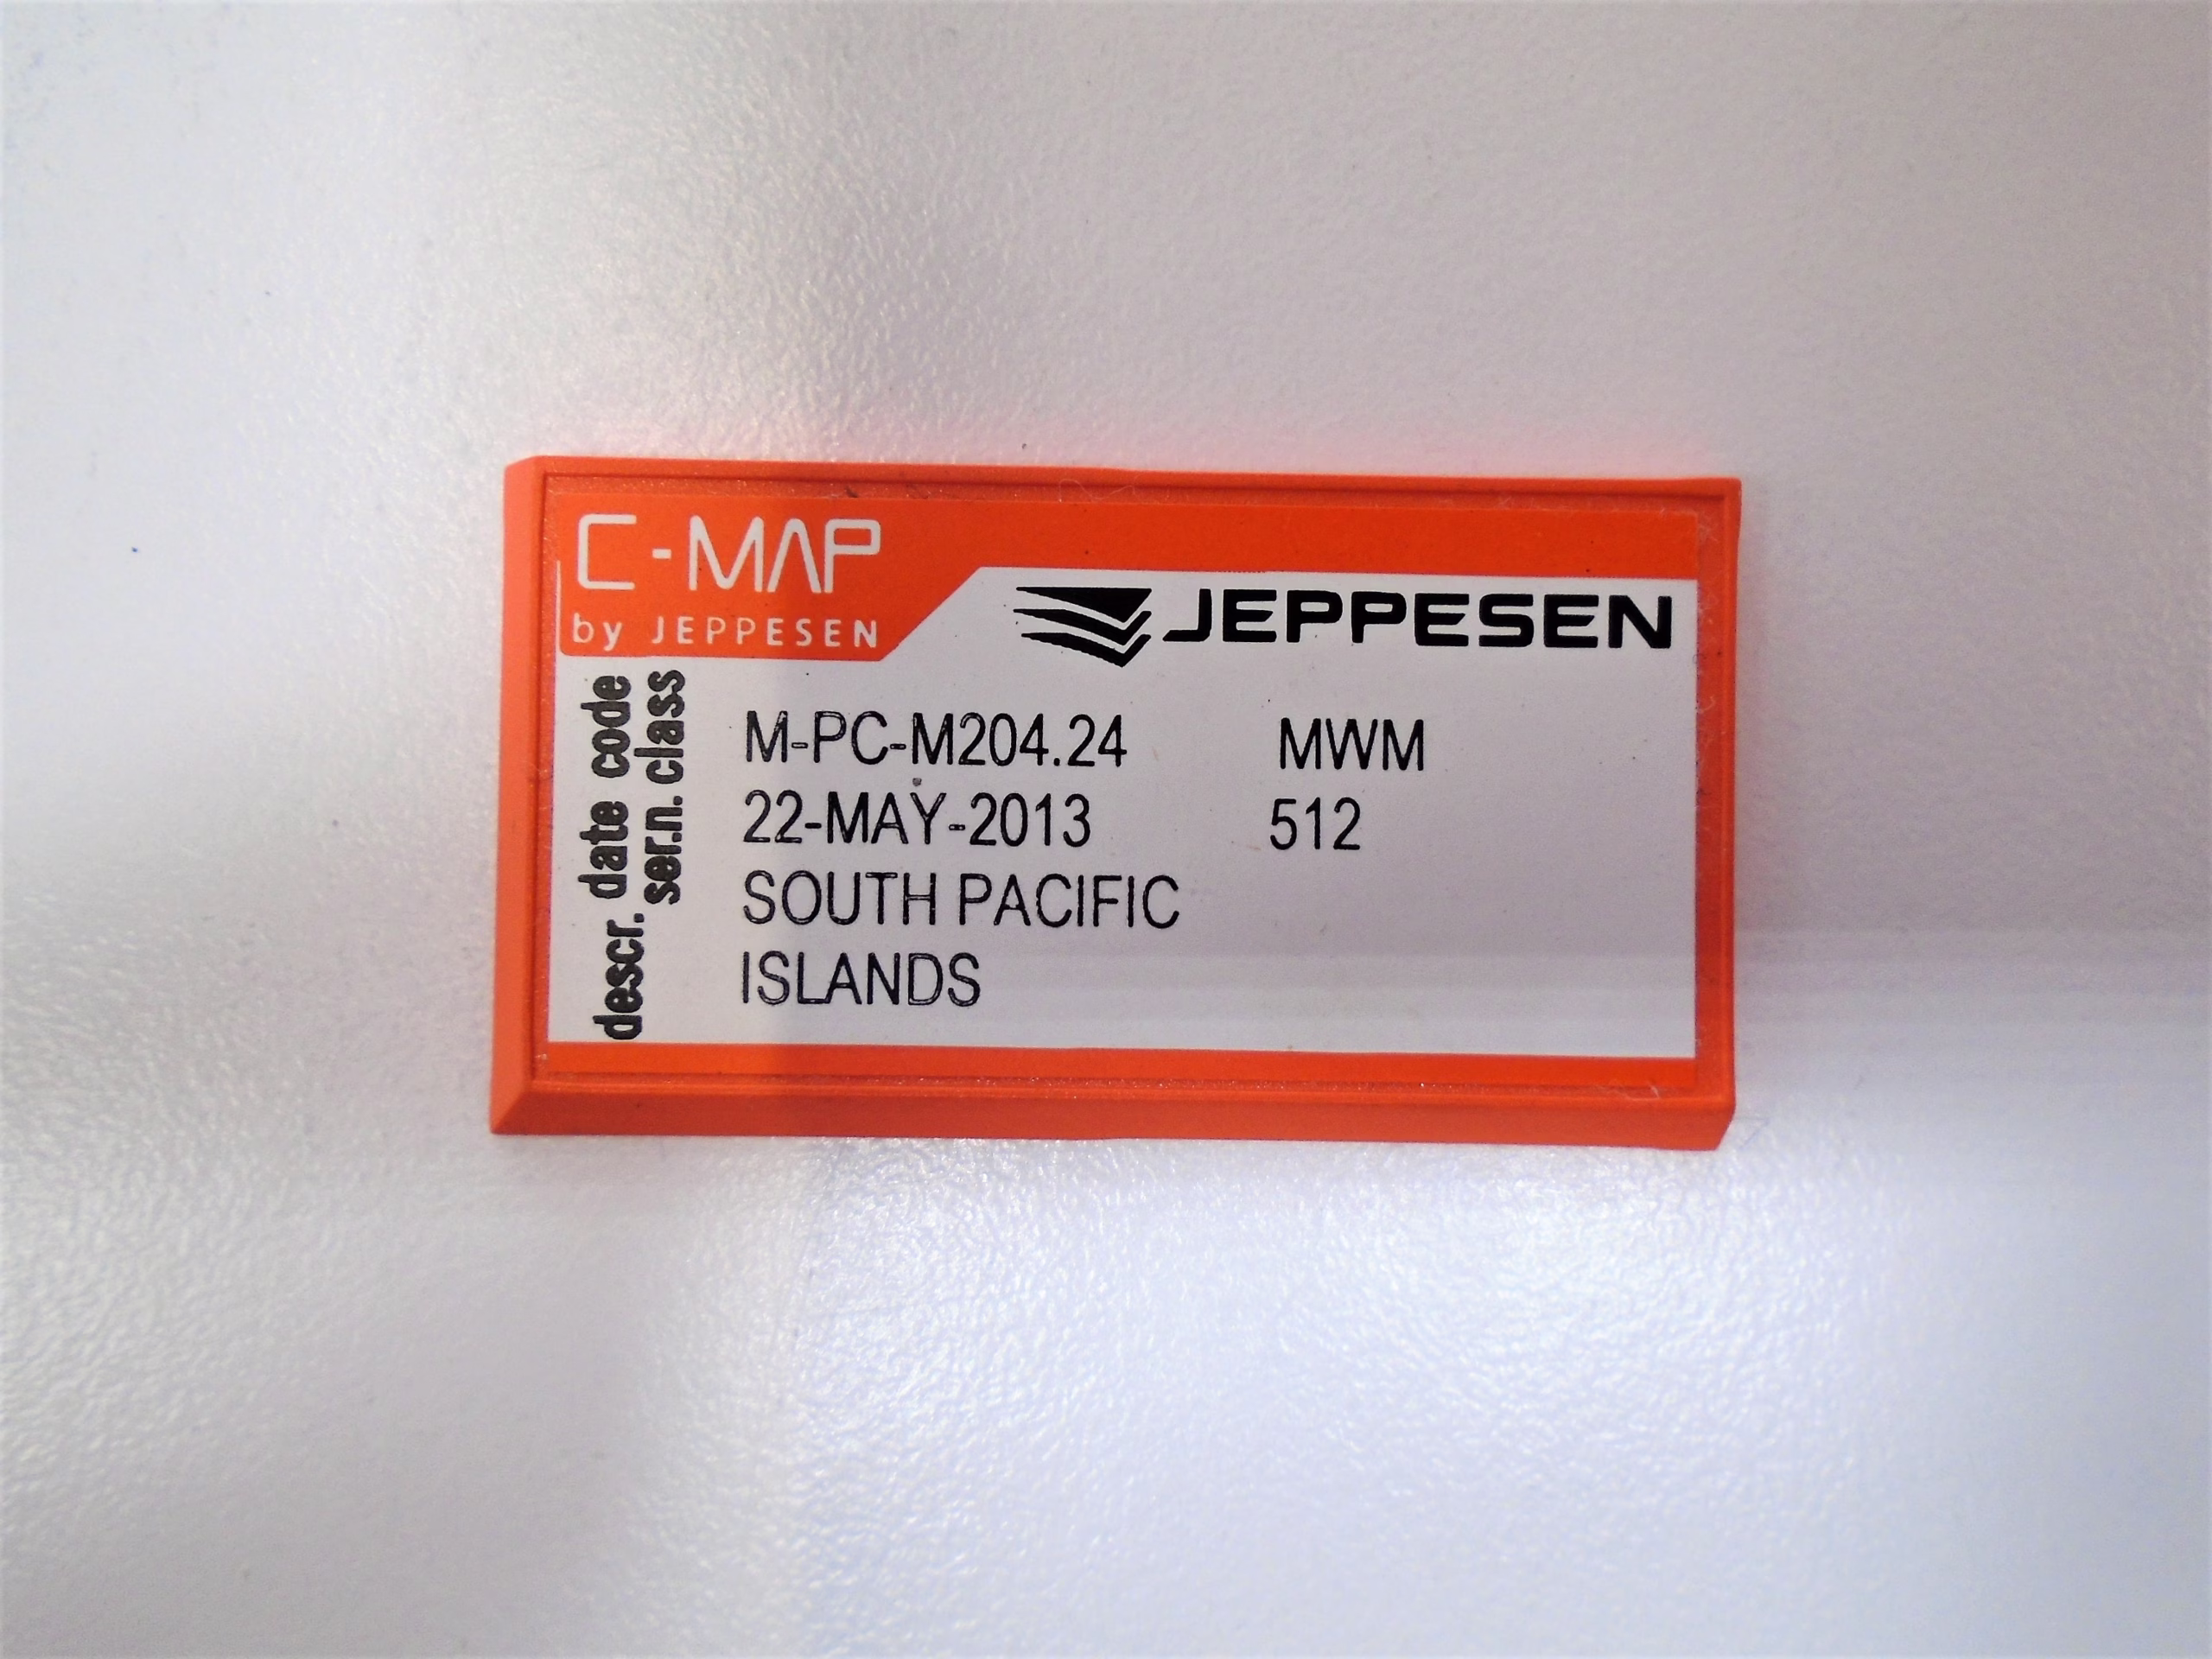 C-MAP
by JEPPESEN
JEPPESEN
code
class
M-PC-M204.24 MWM
date
ser.n.
22-MAY-2013 512
descr.
SOUTH PACIFIC
ISLANDS